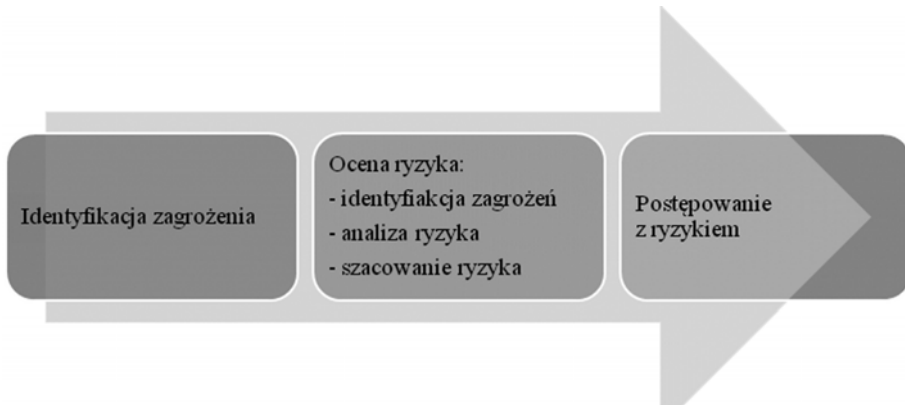 Identyfikacja zagrożenia
Ocena ryzyka:
- identyfiakcja zagrożeń
- analiza ryzyka
- szacowanie ryzyka
Postępowanie
z ryzykiem